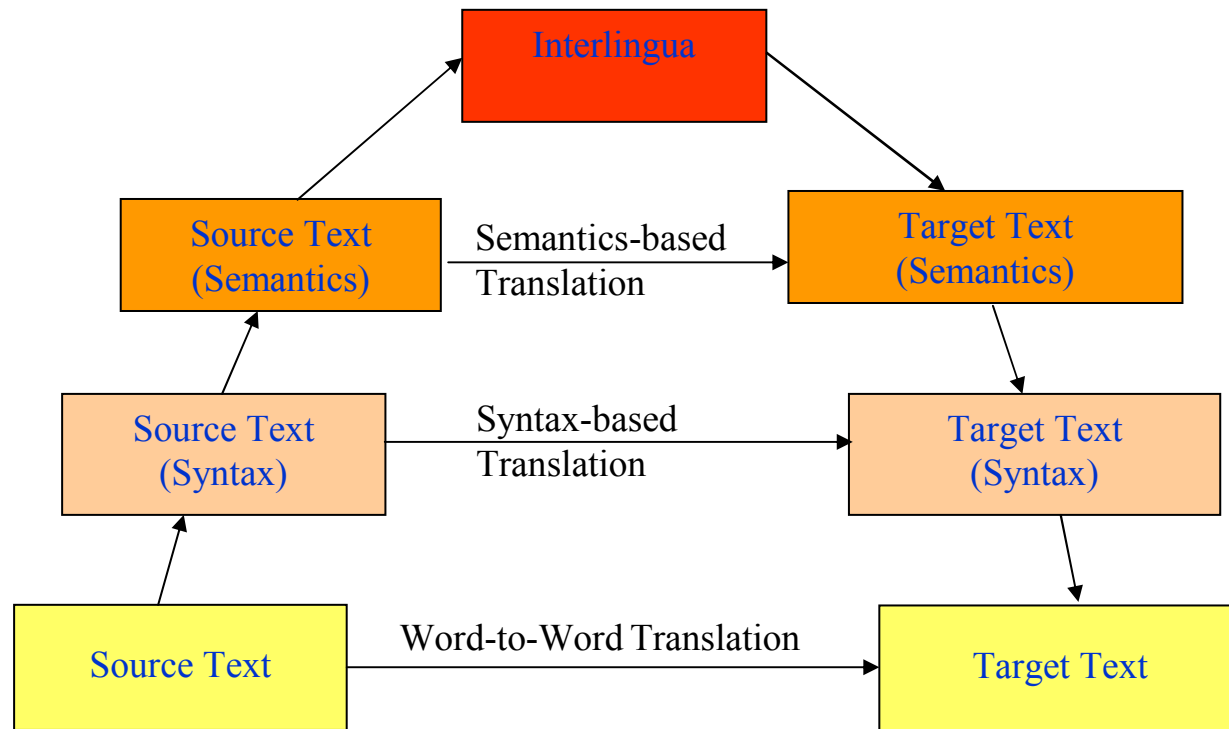 Interlingua
Source Text
(Semantics)
Semantics-based
Translation
Target Text
(Semantics)
Source Text
(Syntax)
Syntax-based
Translation
Target Text
(Syntax)
Source Text
Word-to-Word Translation
Target Text